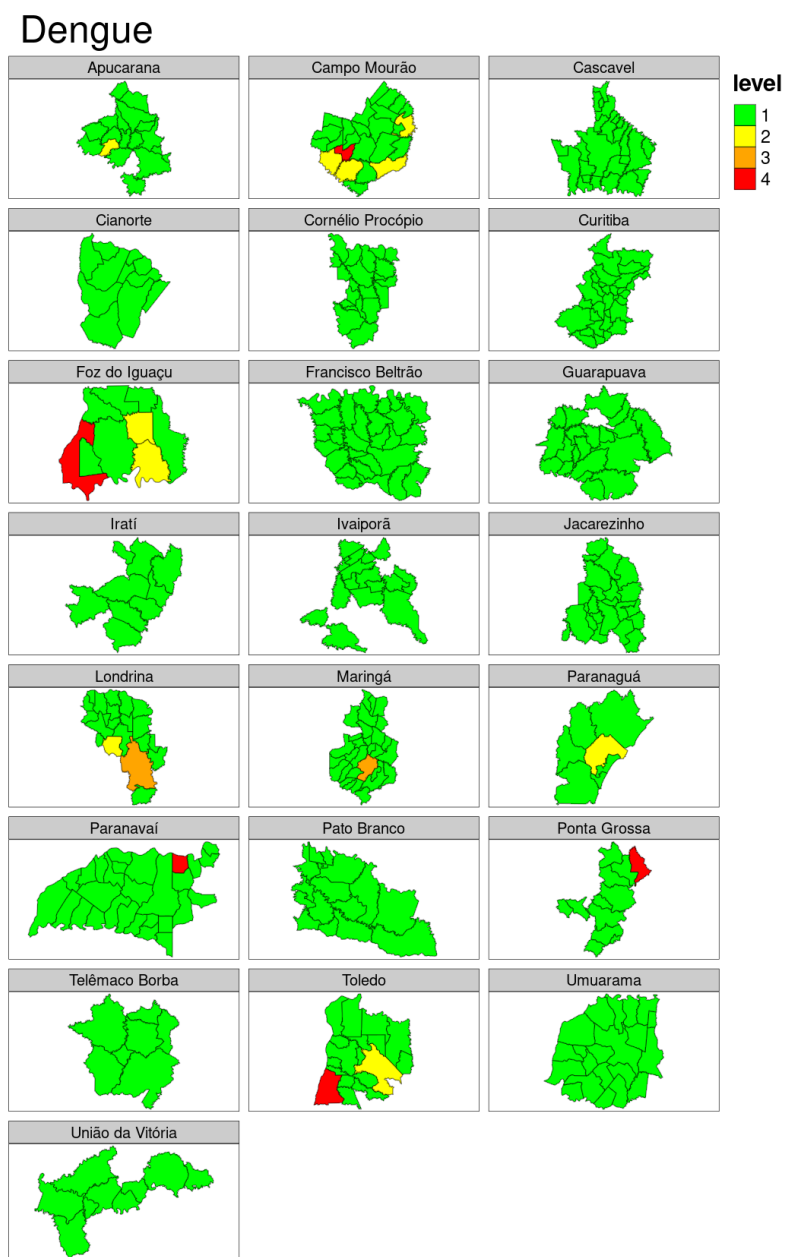 Dengue
Apucarana
Campo Mourão
Cascavel
level
1
2
3
4
Cianorte
Cornélio Procópio
Curitiba
Foz do Iguaçu
Francisco Beltrão
Guarapuava
Iratí
Ivaiporã
Jacarezinho
Londrina
Maringá
Paranaguá
Paranavaí
Pato Branco
Ponta Grossa
Telêmaco Borba
Toledo
Umuarama
União da Vitória